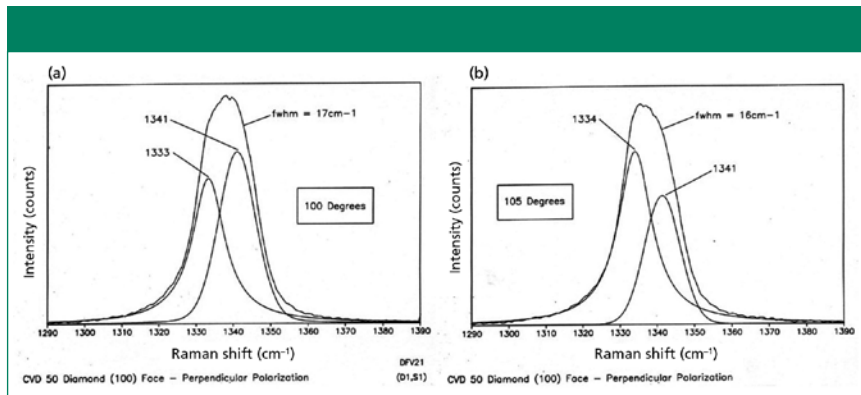 (a)
fwhm = 17cm-1
1341
1333
100 Degrees
Intensity (counts)
1290 1300 1310 1320 1330 1340 1350 1360 1370 1380 1390
Raman shift (cm⁻¹)
DFV21
CVD 50 Diamond (100) Face – Perpendicular Polarization (D1,S1)
(b)
1334
fwhm = 16cm-1
1341
105 Degrees
Intensity (counts)
1290 1300 1310 1320 1330 1340 1350 1360 1370 1380 1390
Raman shift (cm⁻¹)
CVD 50 Diamond (100) Face – Perpendicular Polarization